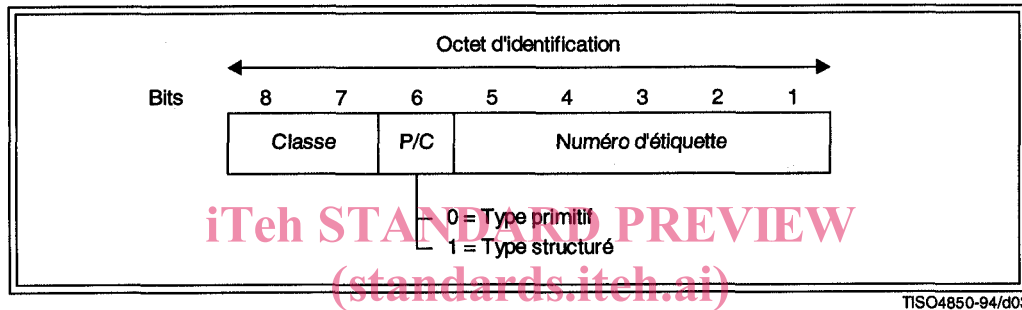 Octet d'identification
Bits 8 7 6 5 4 3 2 1
Classe P/C Numéro d'étiquette
0 = Type primitif
iTeh STANDARD PREVIEW
1 = Type structuré
(standards.iteh.ai)
TISO4850-94/d03